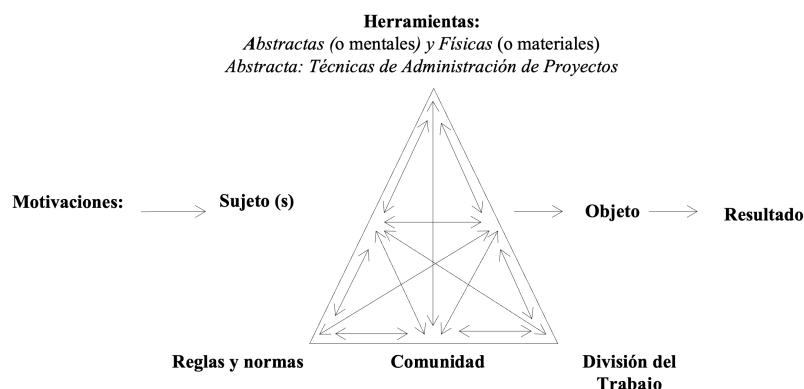 Herramientas:
Abstractas (o mentales) y Físicas (o materiales)
Abstracta: Técnicas de Administración de Proyectos
Motivaciones:
Sujeto (s)
Objeto
Resultado
Reglas y normas
Comunidad
División del
Trabajo